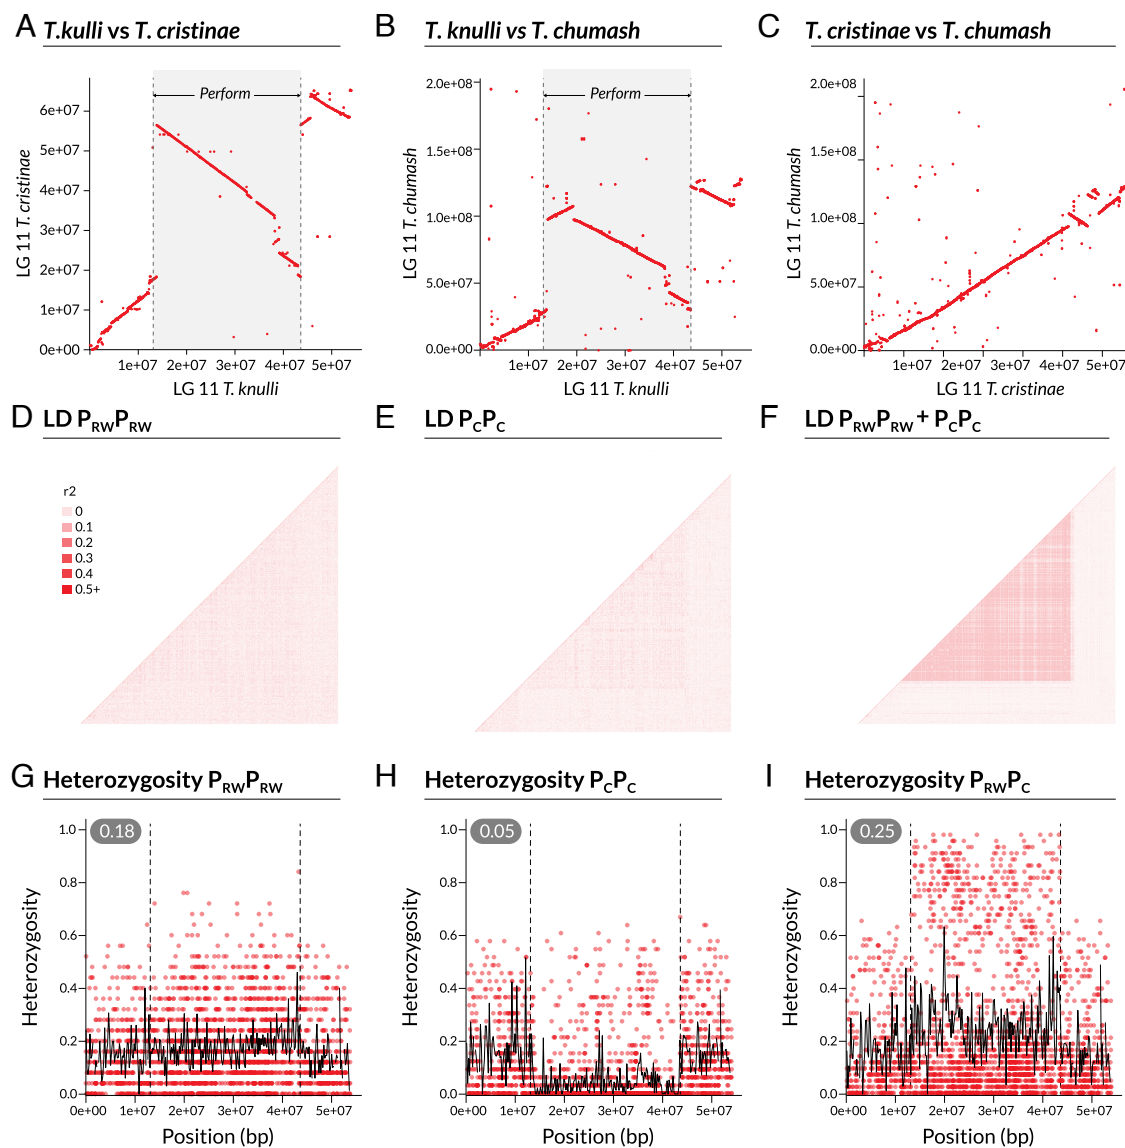 A T.kulli vs T. cristinae
B T. knulli vs T. chumash
C T. cristinae vs T. chumash
Perform
6e+07
5e+07
4e+07
3e+07
2e+07
1e+07
0e+00
LG 11 T. cristinae
1e+07 2e+07 3e+07 4e+07 5e+07
LG 11 T. knulli
Perform
2.0e+08
1.5e+08
1.0e+08
5.0e+07
0.0e+00
LG 11 T. chumash
0e+00 1e+07 2e+07 3e+07 4e+07 5e+07
LG 11 T. knulli
2.0e+08
1.5e+08
1.0e+08
5.0e+07
0.0e+00
LG 11 T. chumash
0e+00 1e+07 2e+07 3e+07 4e+07 5e+07 6e+07
LG 11 T. cristinae
D LD PRWPRW
E LD PCPC
F LD PRWPRW + PCPC
r2
0
0.1
0.2
0.3
0.4
0.5+
G Heterozygosity PRWPRW
H Heterozygosity PCPC
I Heterozygosity PRWPC
0.18
1.0
0.8
0.6
0.4
0.2
0.0
Heterozygosity
0e+00 1e+07 2e+07 3e+07 4e+07 5e+07
Position (bp)
0.05
1.0
0.8
0.6
0.4
0.2
0.0
Heterozygosity
0e+00 1e+07 2e+07 3e+07 4e+07 5e+07
Position (bp)
0.25
1.0
0.8
0.6
0.4
0.2
0.0
Heterozygosity
0e+00 1e+07 2e+07 3e+07 4e+07 5e+07
Position (bp)